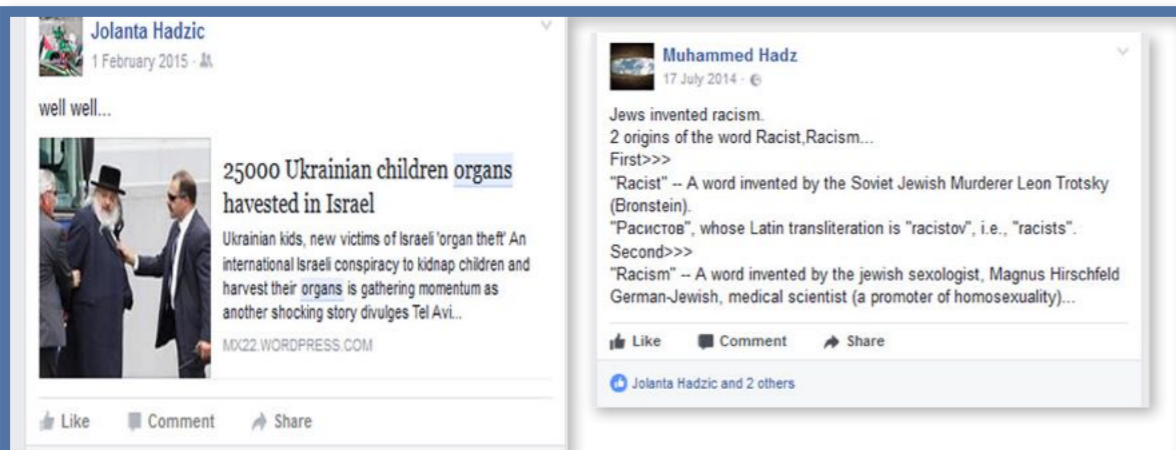 Jolanta Hadzic
1 February 2015
well well...
25000 Ukrainian children organs
havested in Israel
Ukrainian kids, new victims of Israeli 'organ theft' An
international Israeli conspiracy to kidnap children and
harvest their organs is gathering momentum as
another shocking story divulges Tel Avi...
MX22.WORDPRESS.COM
Like Comment Share
Muhammed Hadz
17 July 2014
Jews invented racism.
2 origins of the word Racist,Racism...
First>>>
"Racist" -- A word invented by the Soviet Jewish Murderer Leon Trotsky
(Bronstein).
"Расистов", whose Latin transliteration is "racistov", i.e., "racists".
Second>>>
"Racism" -- A word invented by the jewish sexologist, Magnus Hirschfeld
German-Jewish, medical scientist (a promoter of homosexuality)...
Like Comment Share
Jolanta Hadzic and 2 others